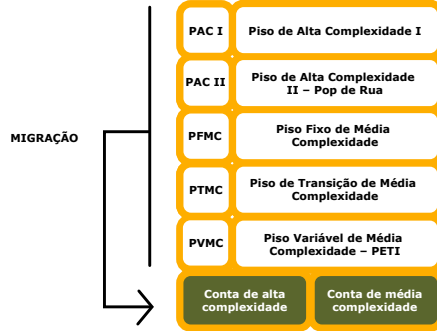 PAC I
Piso de Alta Complexidade I
PAC II
Piso de Alta Complexidade
II – Pop de Rua
MIGRAÇÃO
PFMC
Piso Fixo de Média
Complexidade
PTMC
Piso de Transição de Média
Complexidade
PVMC
Piso Variável de Média
Complexidade – PETI
Conta de alta
complexidade
Conta de média
complexidade